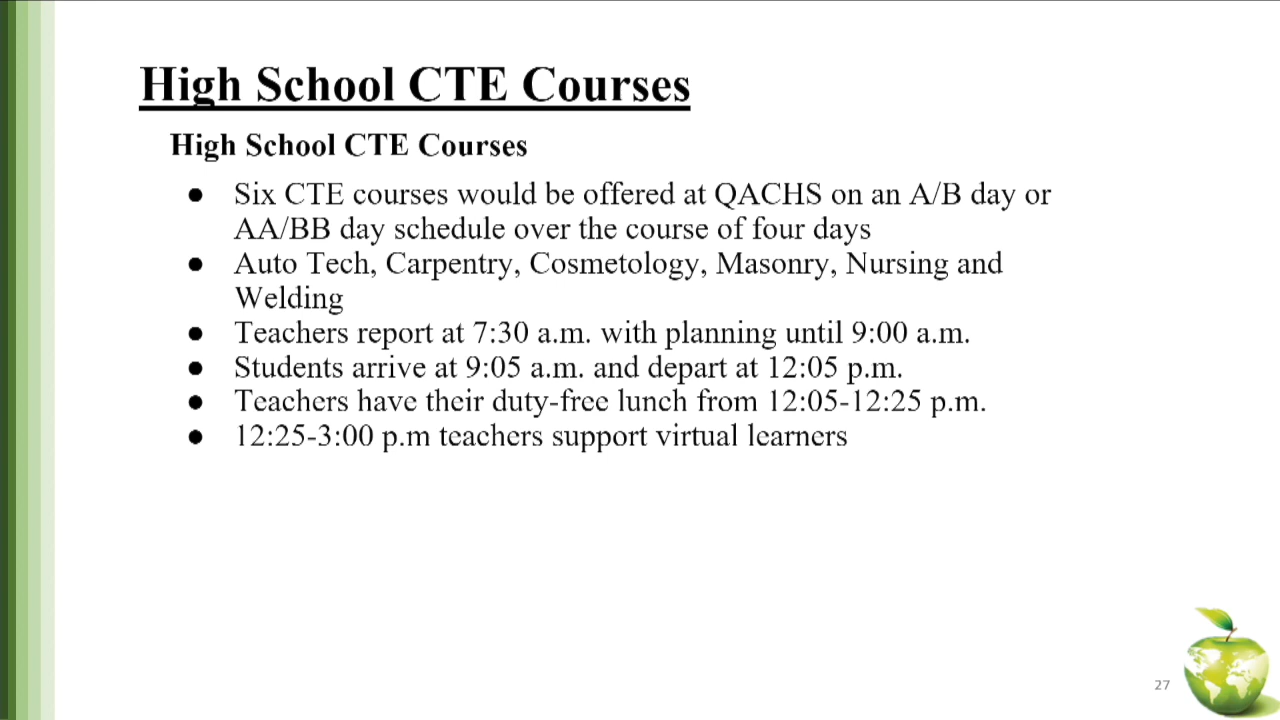 High School CTE Courses
High School CTE Courses
● Six CTE courses would be offered at QACHS on an A/B day or
AA/BB day schedule over the course of four days
● Auto Tech, Carpentry, Cosmetology, Masonry, Nursing and
Welding
● Teachers report at 7:30 a.m. with planning until 9:00 a.m.
● Students arrive at 9:05 a.m. and depart at 12:05 p.m.
● Teachers have their duty-free lunch from 12:05-12:25 p.m.
● 12:25-3:00 p.m teachers support virtual learners
27